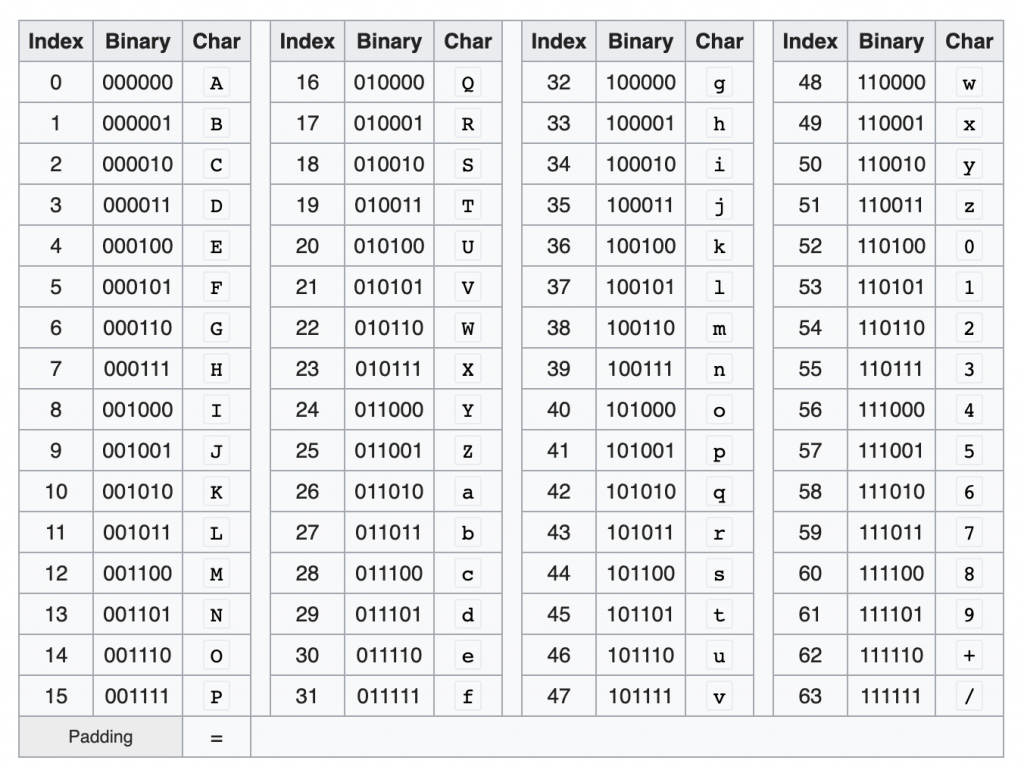 Index Binary Char Index Binary Char Index Binary Char Index Binary Char
0 000000 A 16 010000 Q 32 100000 g 48 110000 w
1 000001 B 17 010001 R 33 100001 h 49 110001 x
2 000010 C 18 010010 S 34 100010 i 50 110010 y
3 000011 D 19 010011 T 35 100011 j 51 110011 z
4 000100 E 20 010100 U 36 100100 k 52 110100 0
5 000101 F 21 010101 V 37 100101 l 53 110101 1
6 000110 G 22 010110 W 38 100110 m 54 110110 2
7 000111 H 23 010111 X 39 100111 n 55 110111 3
8 001000 I 24 011000 Y 40 101000 o 56 111000 4
9 001001 J 25 011001 Z 41 101001 p 57 111001 5
10 001010 K 26 011010 a 42 101010 q 58 111010 6
11 001011 L 27 011011 b 43 101011 r 59 111011 7
12 001100 M 28 011100 c 44 101100 s 60 111100 8
13 001101 N 29 011101 d 45 101101 t 61 111101 9
14 001110 O 30 011110 e 46 101110 u 62 111110 +
15 001111 P 31 011111 f 47 101111 v 63 111111 /
Padding =